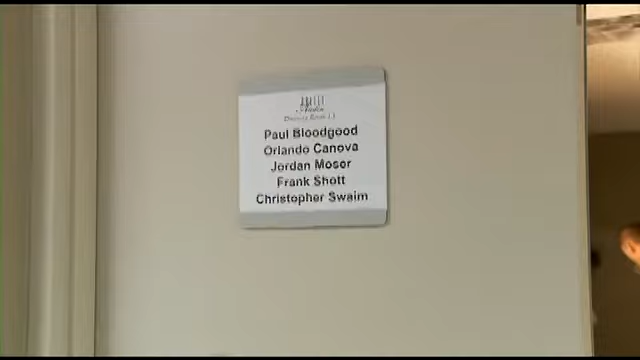 Paul Bloodgood
Orlando Canova
Jordan Moser
Frank Shott
Christopher Swaim